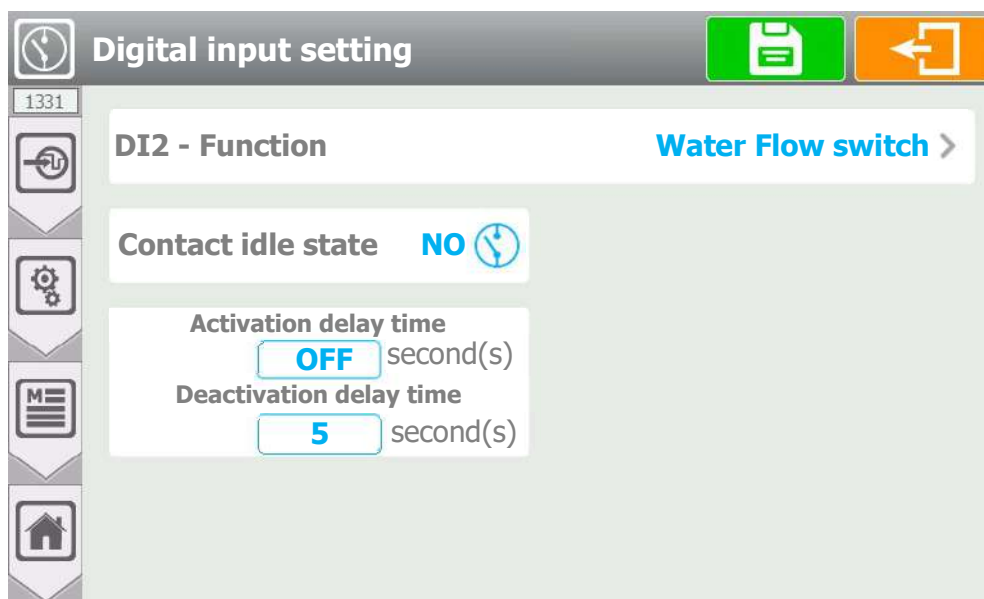 Digital input setting
1331
DI2 - Function Water Flow switch
Contact idle state NO
Activation delay time
OFF second(s)
Deactivation delay time
5 second(s)
M